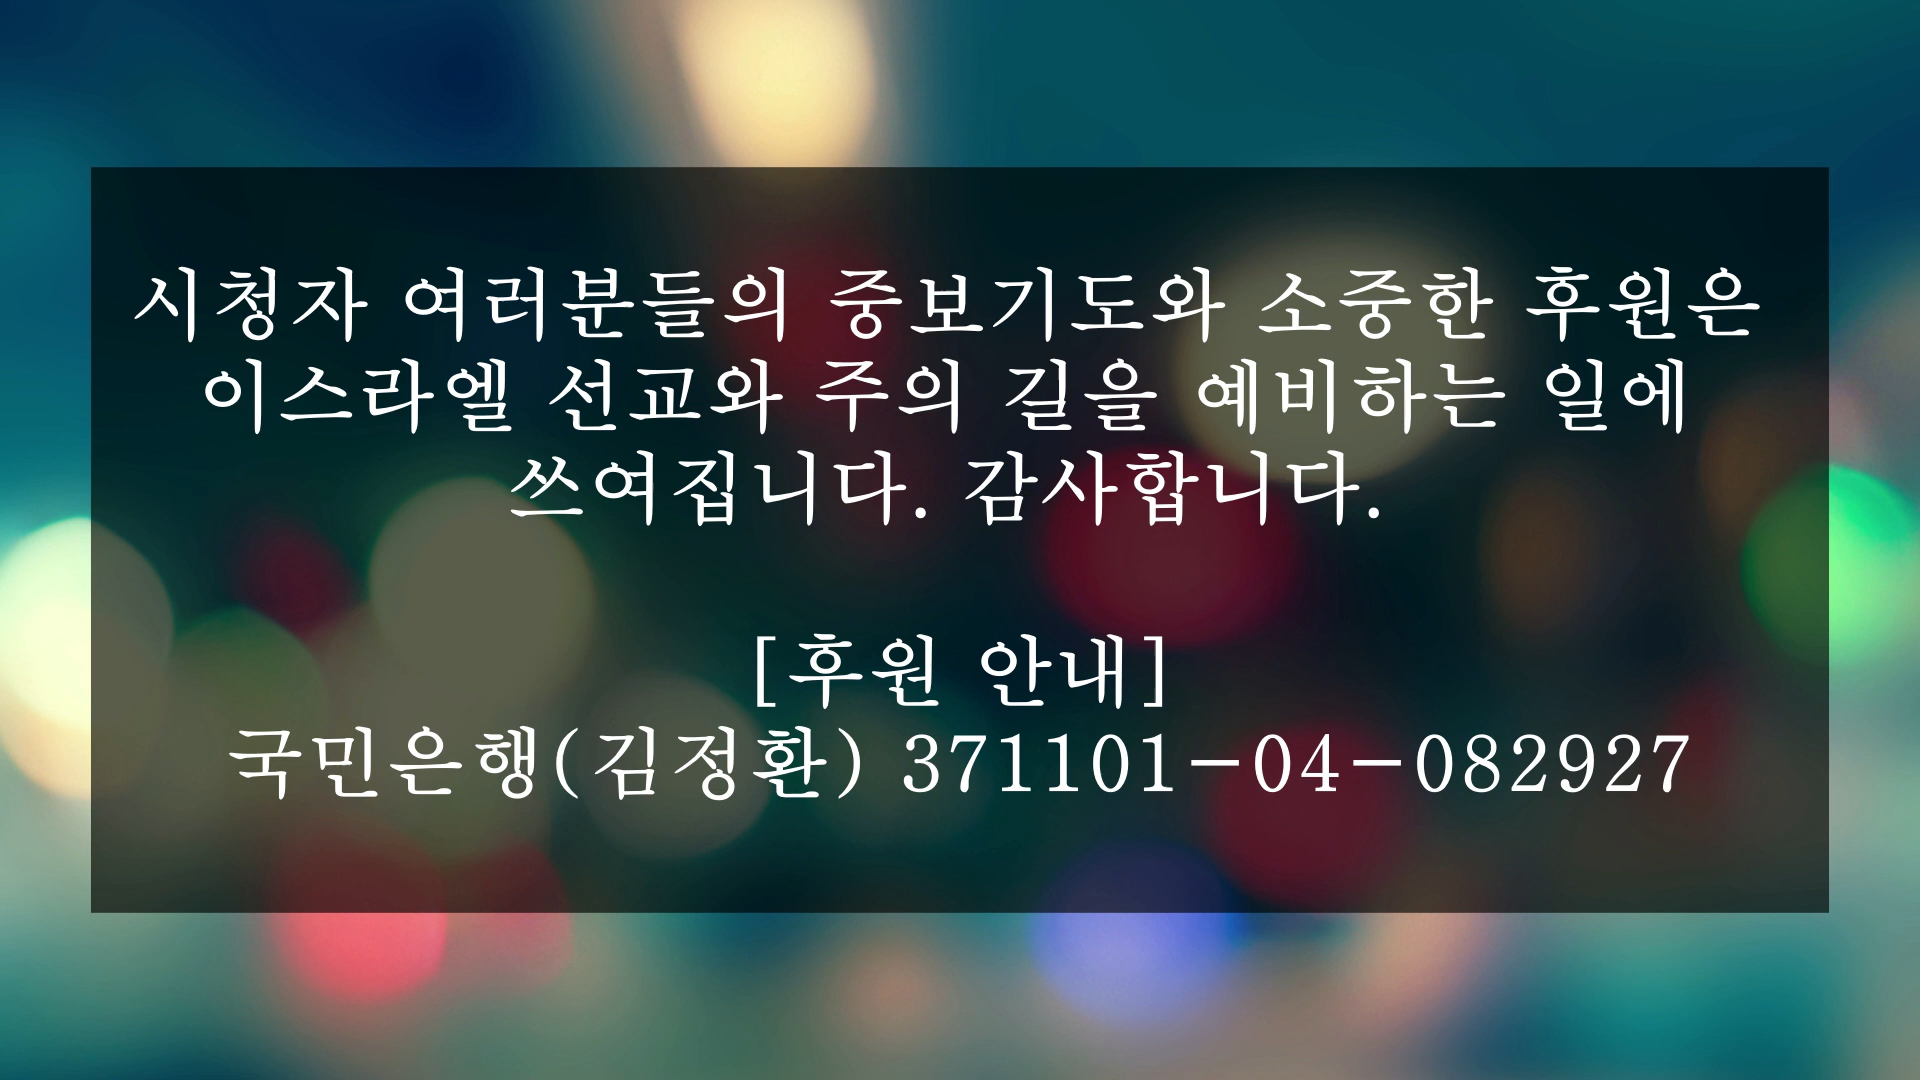 시청자 여러분들의 중보기도와 소중한 후원은
이스라엘 선교와 주의 길을 예비하는 일에
쓰여집니다. 감사합니다.
[후원 안내]
국민은행(김정환) 371101-04-082927